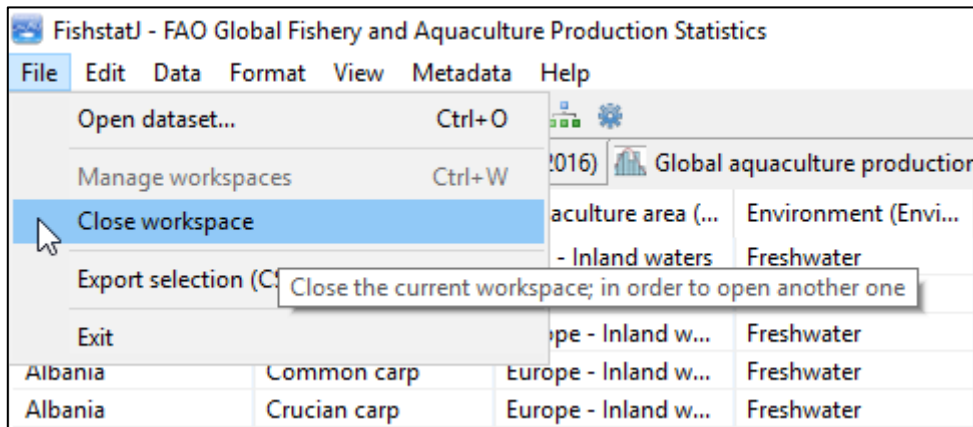 FishstatJ - FAO Global Fishery and Aquaculture Production Statistics
File Edit Data Format View Metadata Help
Open dataset... Ctrl+O
2016) Global aquaculture production
Manage workspaces Ctrl+W
Close workspace
aculture area (... Environment (Envi...
- Inland waters Freshwater
Export selection (CS
Close the current workspace; in order to open another one
Exit
ope - Inland w... Freshwater
Albania Common carp Europe - Inland w... Freshwater
Albania Crucian carp Europe - Inland w... Freshwater